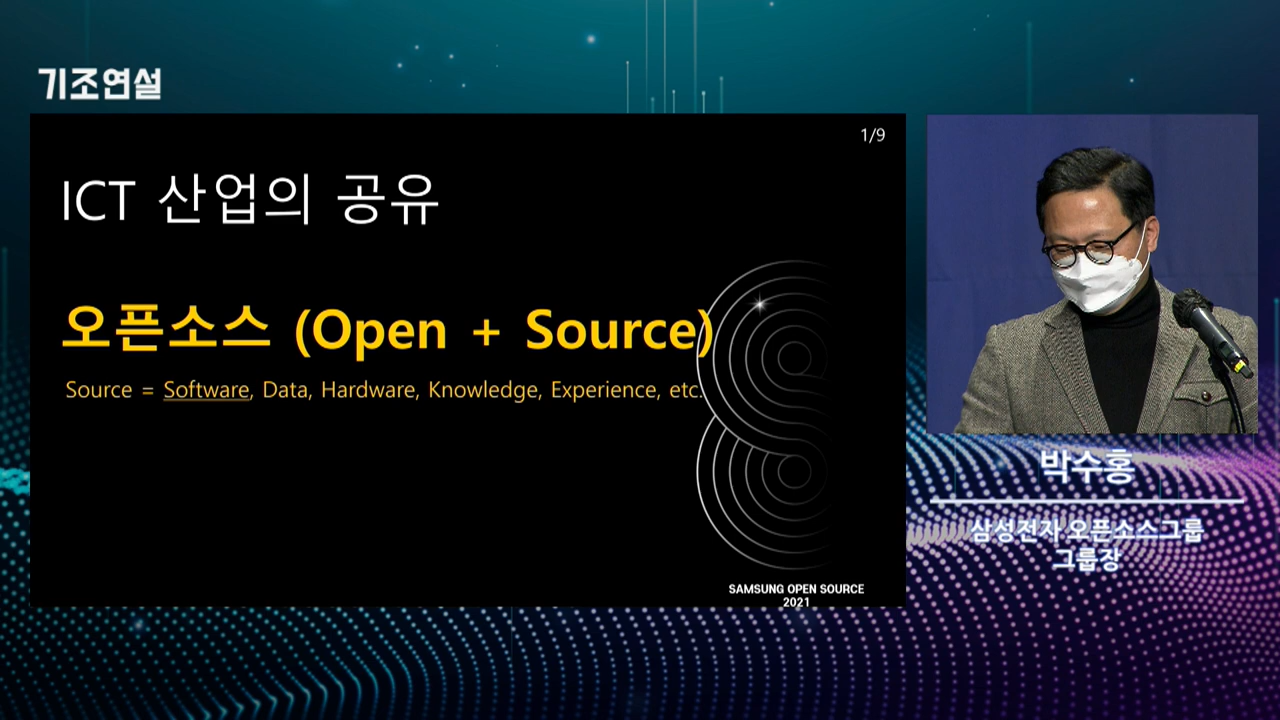 기조연설
1/9
ICT 산업의 공유
오픈소스 (Open + Source)
Source = Software, Data, Hardware, Knowledge, Experience, etc.
SAMSUNG OPEN SOURCE
2021
박수홍
삼성전자 오픈소스그룹
그룹장